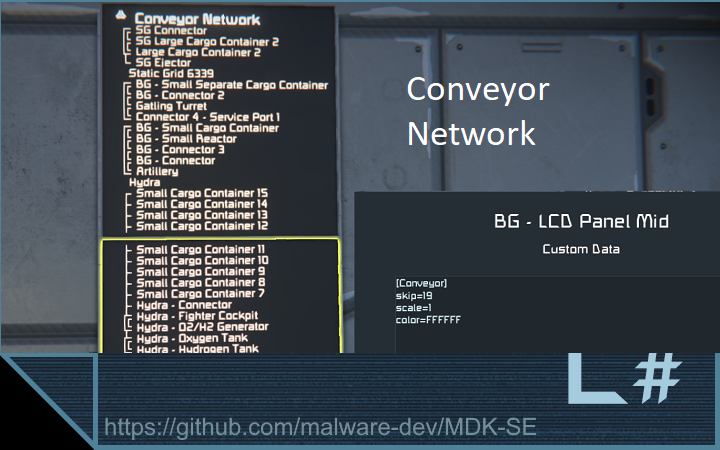 Conveyor Network
SG Connector
SG Large Cargo Container 2
Large Cargo Container 2
SG Ejector
Static Grid 6339
BG - Small Separate Cargo Container
BG - Connector 2
Gatling Turret
Connector 4 - Service Port 1
BG - Small Cargo Container
BG - Small Reactor
BG - Connector 3
BG - Connector
Artillery
Hydra
Small Cargo Container 15
Small Cargo Container 14
Small Cargo Container 13
Small Cargo Container 12
Small Cargo Container 11
Small Cargo Container 10
Small Cargo Container 9
Small Cargo Container 8
Small Cargo Container 7
Hydra - Connector
Hydra - Fighter Cockpit
Hydra - O2/H2 Generator
Hydra - Oxygen Tank
Hydra - Hydrogen Tank
Conveyor
Network
BG - LCD Panel Mid
Custom Data
[Conveyor]
skip=19
scale=1
color=FFFFFF
L#
https://github.com/malware-dev/MDK-SE